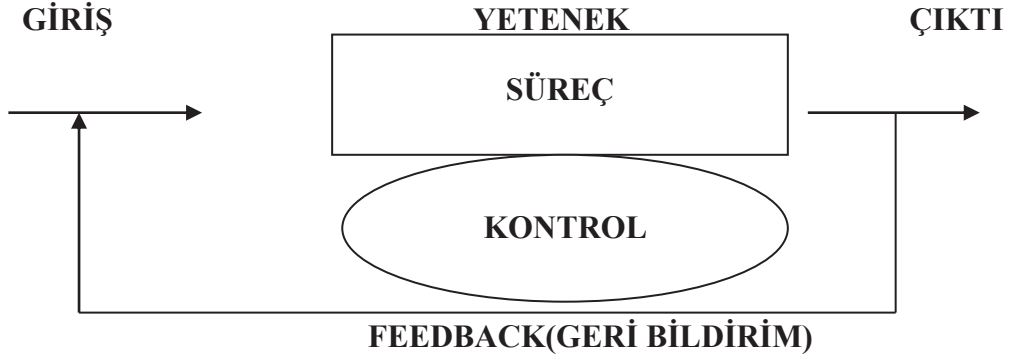 GİRİŞ YETENEK ÇIKTI
SÜREÇ
KONTROL
FEEDBACK(GERİ BİLDİRİM)